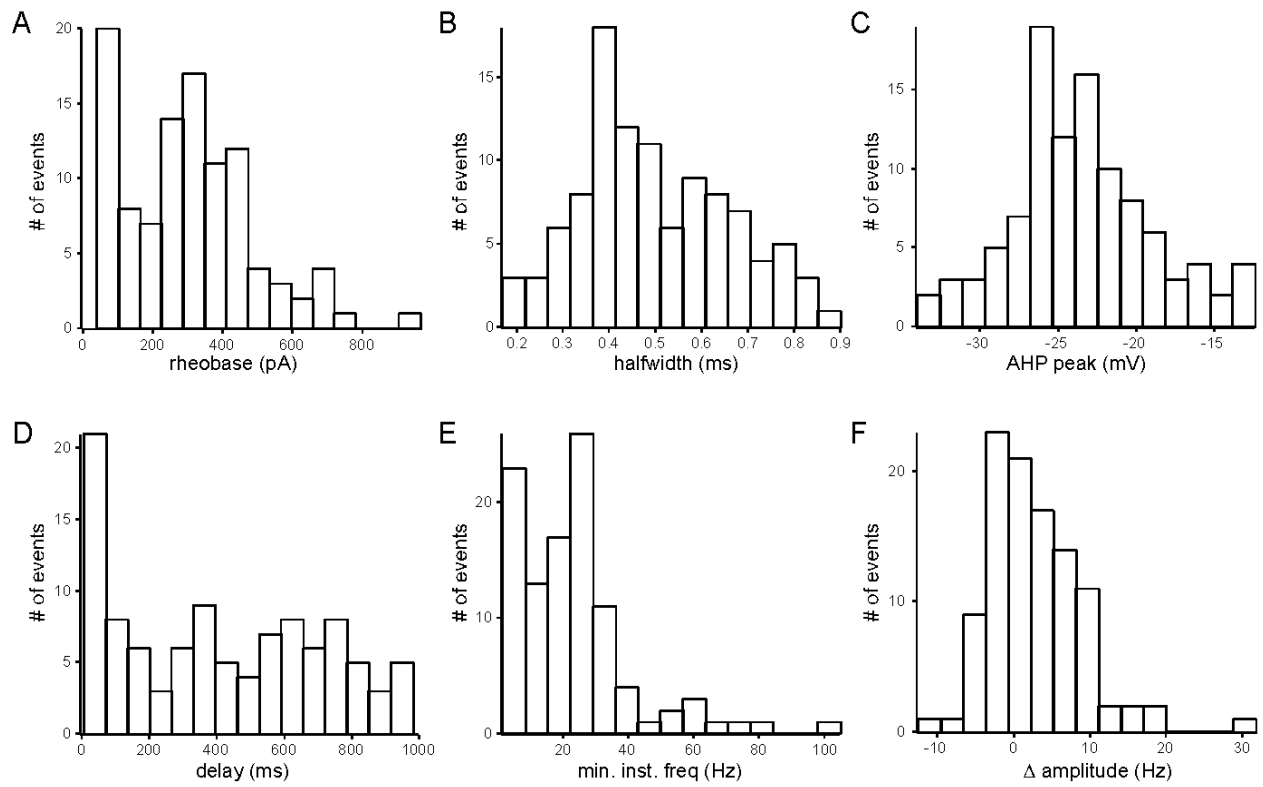 A
20
15
10
5
0
# of events
0 200 400 600 800
rheobase (pA)
B
15
10
5
0
# of events
0.2 0.3 0.4 0.5 0.6 0.7 0.8 0.9
halfwidth (ms)
C
15
10
5
0
# of events
-30 -25 -20 -15
AHP peak (mV)
D
20
15
10
5
0
# of events
0 200 400 600 800 1000
delay (ms)
E
20
10
0
# of events
20 40 60 80 100
min. inst. freq (Hz)
F
20
10
0
# of events
-10 0 10 20 30
Δ amplitude (Hz)